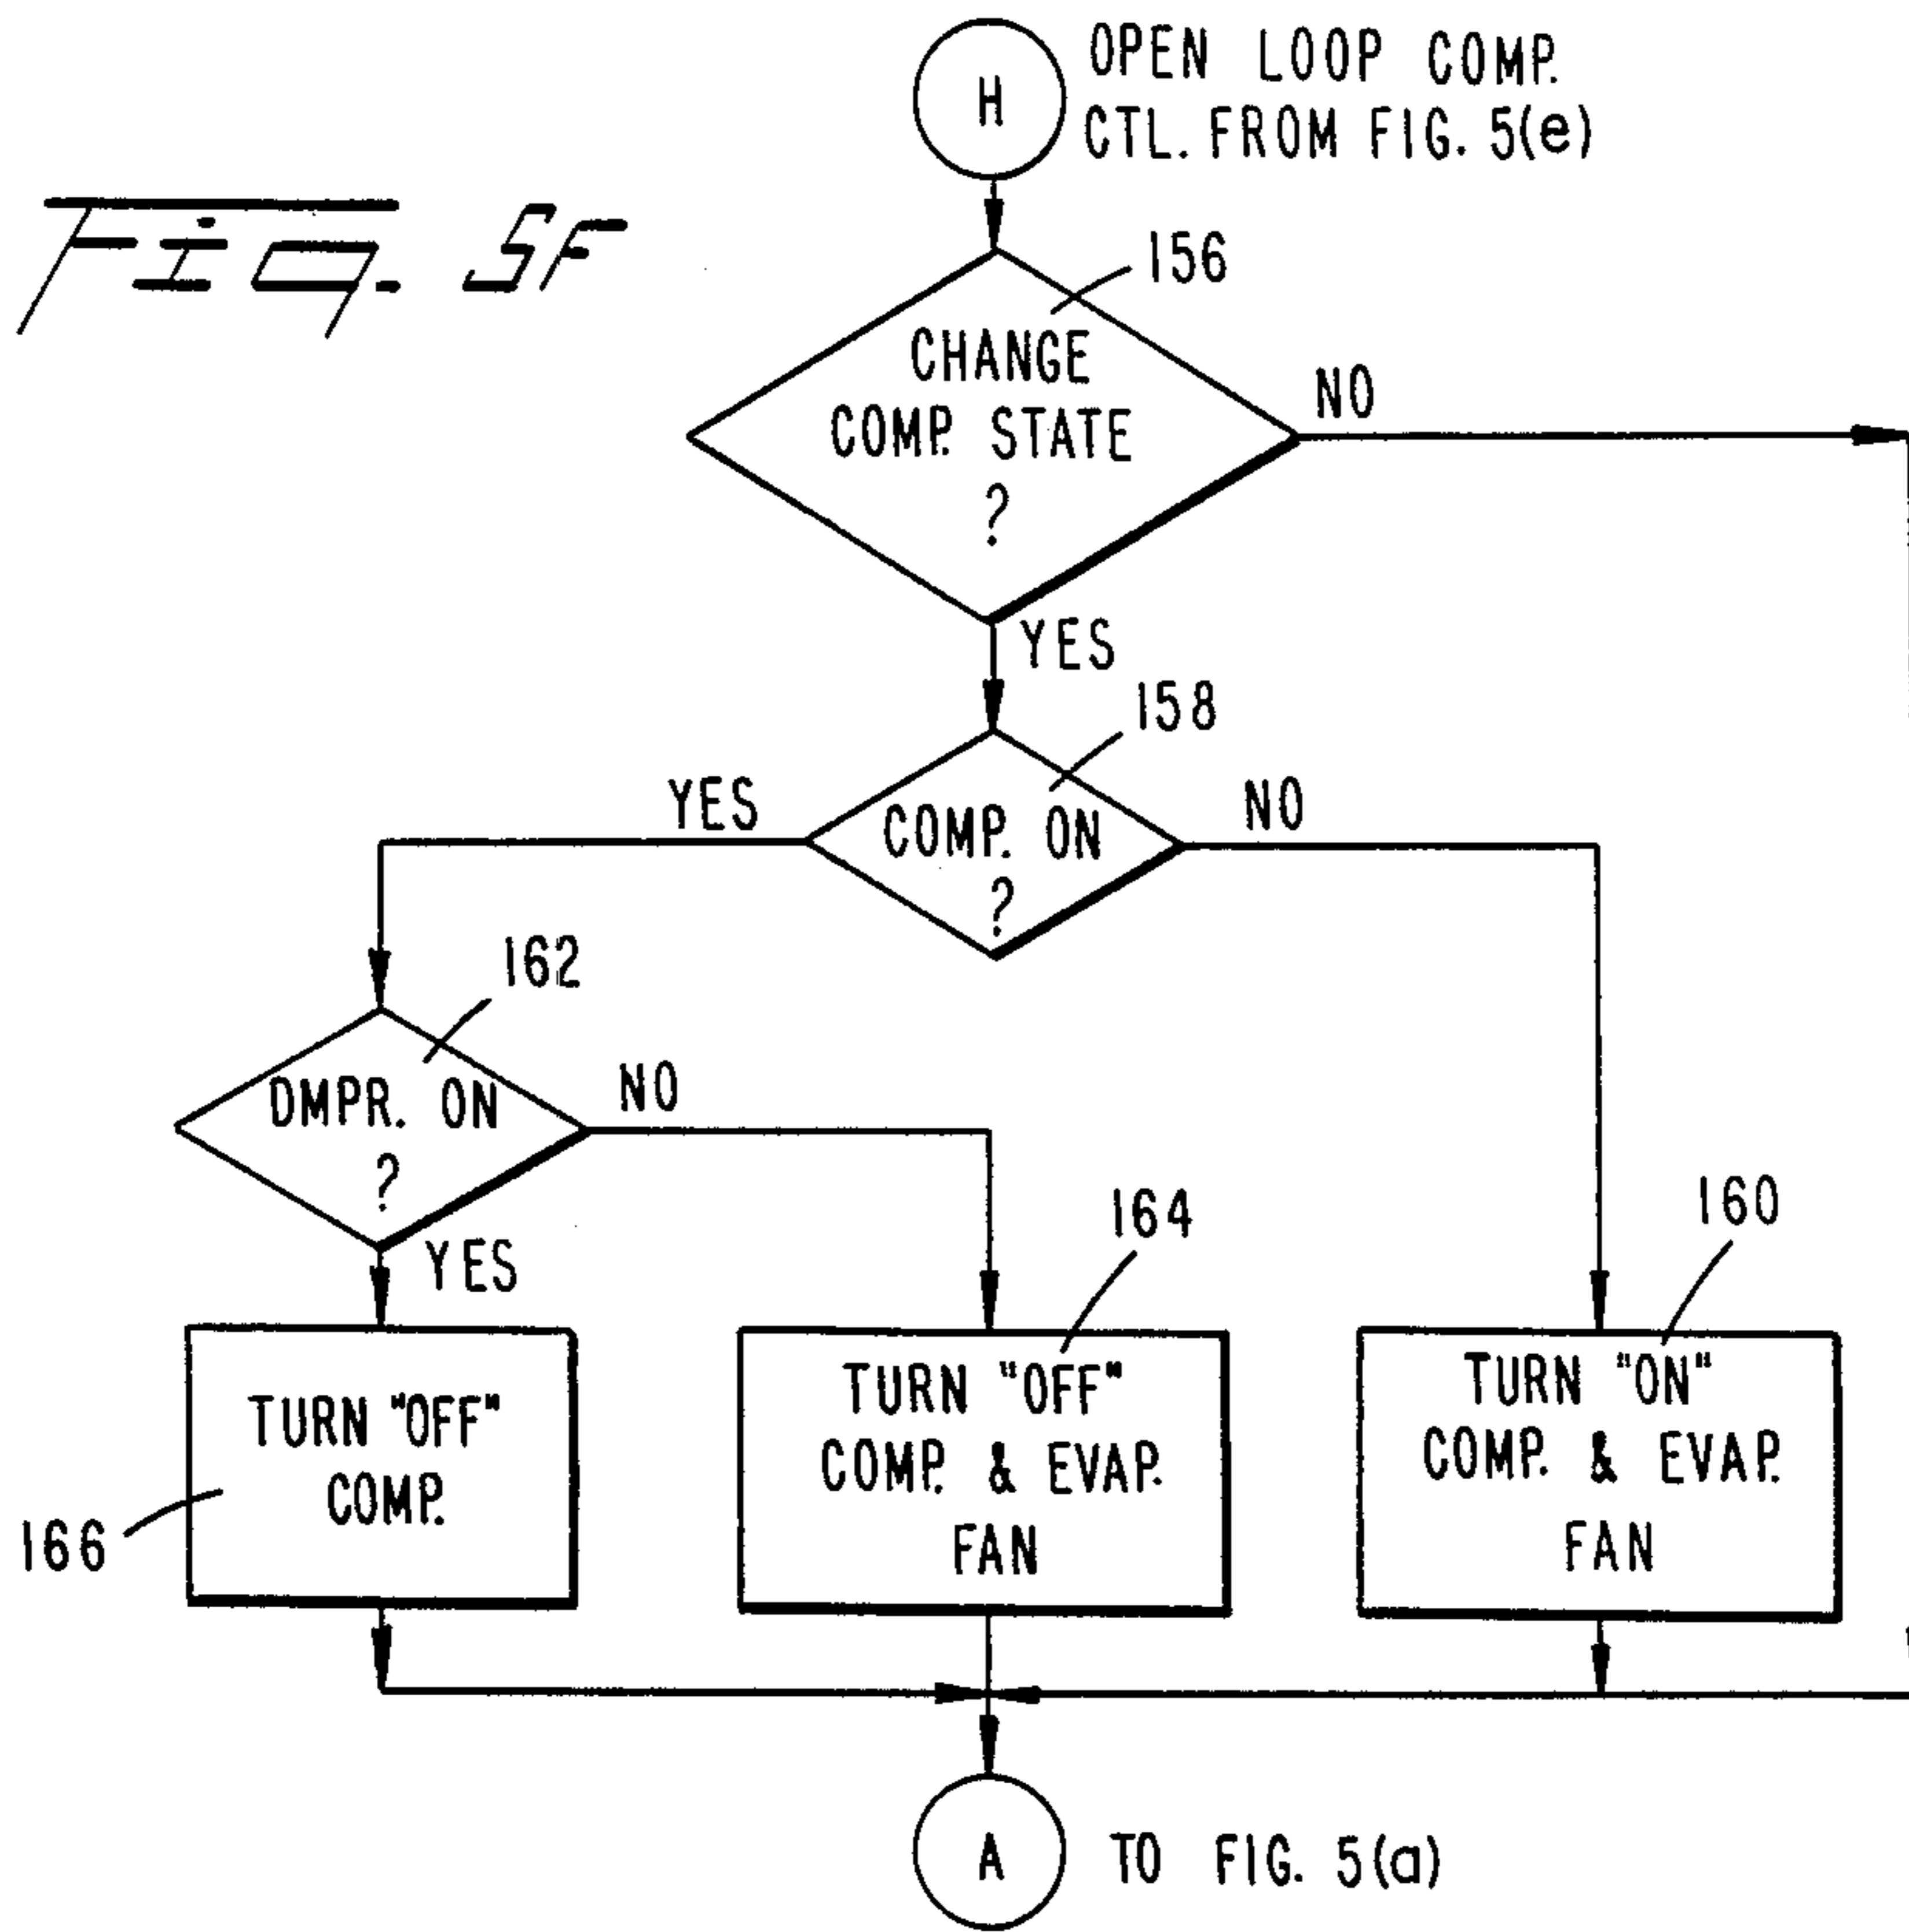 H
OPEN LOOP COMP.
CTL. FROM FIG. 5(e)
Fig. 5F
156
CHANGE
COMP. STATE
?
NO
YES
158
YES
COMP. ON
?
NO
162
DMPR. ON
?
NO
YES
164
160
TURN "OFF"
COMP.
166
TURN "OFF"
COMP. & EVAP.
FAN
TURN "ON"
COMP. & EVAP.
FAN
A
TO FIG. 5(a)